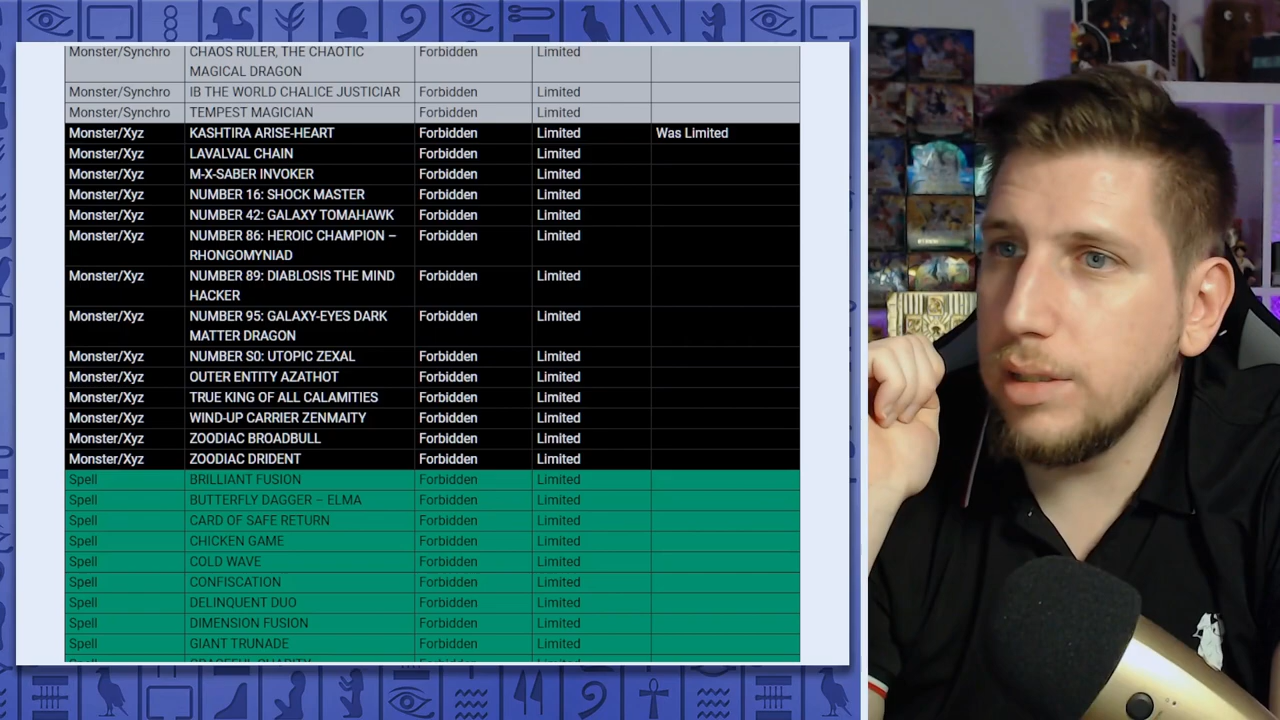 Monster/Synchro CHAOS RULER, THE CHAOTIC Forbidden Limited
MAGICAL DRAGON
Monster/Synchro IB THE WORLD CHALICE JUSTICIAR Forbidden Limited
Monster/Synchro TEMPEST MAGICIAN Forbidden Limited
Monster/Xyz KASHTIRA ARISE-HEART Forbidden Limited Was Limited
Monster/Xyz LAVALVAL CHAIN Forbidden Limited
Monster/Xyz M-X-SABER INVOKER Forbidden Limited
Monster/Xyz NUMBER 16: SHOCK MASTER Forbidden Limited
Monster/Xyz NUMBER 42: GALAXY TOMAHAWK Forbidden Limited
Monster/Xyz NUMBER 86: HEROIC CHAMPION – Forbidden Limited
RHONGOMYNIAD
Monster/Xyz NUMBER 89: DIABLOSIS THE MIND Forbidden Limited
HACKER
Monster/Xyz NUMBER 95: GALAXY-EYES DARK Forbidden Limited
MATTER DRAGON
Monster/Xyz NUMBER S0: UTOPIC ZEXAL Forbidden Limited
Monster/Xyz OUTER ENTITY AZATHOT Forbidden Limited
Monster/Xyz TRUE KING OF ALL CALAMITIES Forbidden Limited
Monster/Xyz WIND-UP CARRIER ZENMAITY Forbidden Limited
Monster/Xyz ZOODIAC BROADBULL Forbidden Limited
Monster/Xyz ZOODIAC DRIDENT Forbidden Limited
Spell BRILLIANT FUSION Forbidden Limited
Spell BUTTERFLY DAGGER – ELMA Forbidden Limited
Spell CARD OF SAFE RETURN Forbidden Limited
Spell CHICKEN GAME Forbidden Limited
Spell COLD WAVE Forbidden Limited
Spell CONFISCATION Forbidden Limited
Spell DELINQUENT DUO Forbidden Limited
Spell DIMENSION FUSION Forbidden Limited
Spell GIANT TRUNADE Forbidden Limited